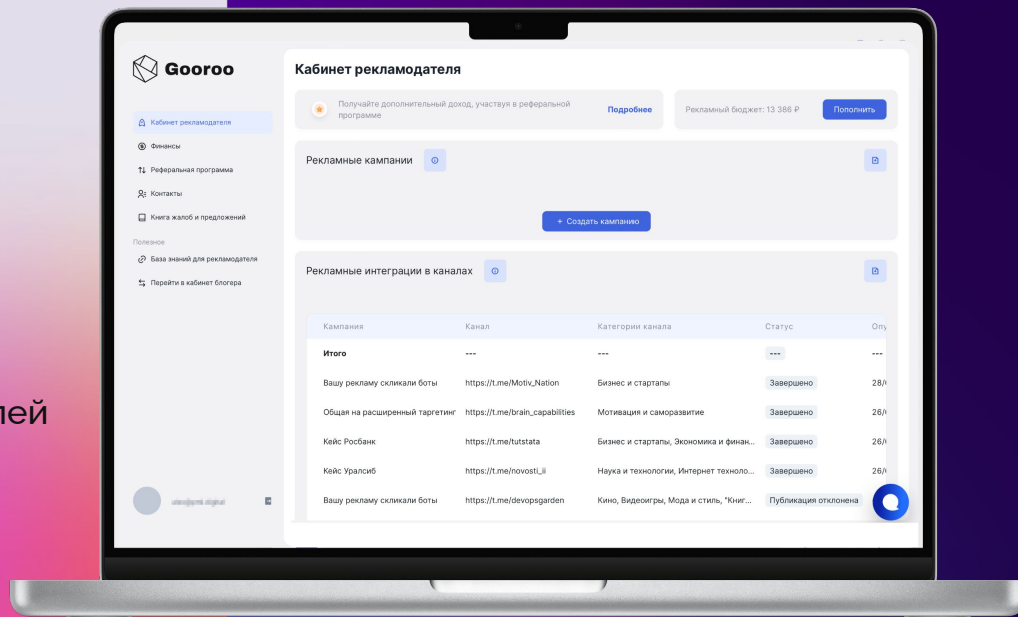 Gooroo
Кабинет рекламодателя
Финансы
Реферальная программа
Контакты
Книга жалоб и предложений
Полезное
База знаний для рекламодателя
Перейти в кабинет блогера
Кабинет рекламодателя
Получайте дополнительный доход, участвуя в реферальной
программе
Подробнее
Рекламный бюджет: 13 386 ₽
Пополнить
Рекламные кампании
+ Создать кампанию
Рекламные интеграции в каналах
Кампания Канал Категории канала Статус Опу
Итого --- --- --- ---
Вашу рекламу скликали боты https://t.me/Motiv_Nation Бизнес и стартапы Завершено 28/
Общая на расширенный таргетинг https://t.me/brain_capabilities Мотивация и саморазвитие Завершено 26/
Кейс Росбанк https://t.me/tutstata Бизнес и стартапы, Экономика и финан... Завершено 26/
Кейс Уралсиб https://t.me/novosti_ii Наука и технологии, Интернет техноло... Завершено 26/
Вашу рекламу скликали боты https://t.me/devopsgarden Кино, Видеоигры, Мода и стиль, "Книг... Публикация отклонена